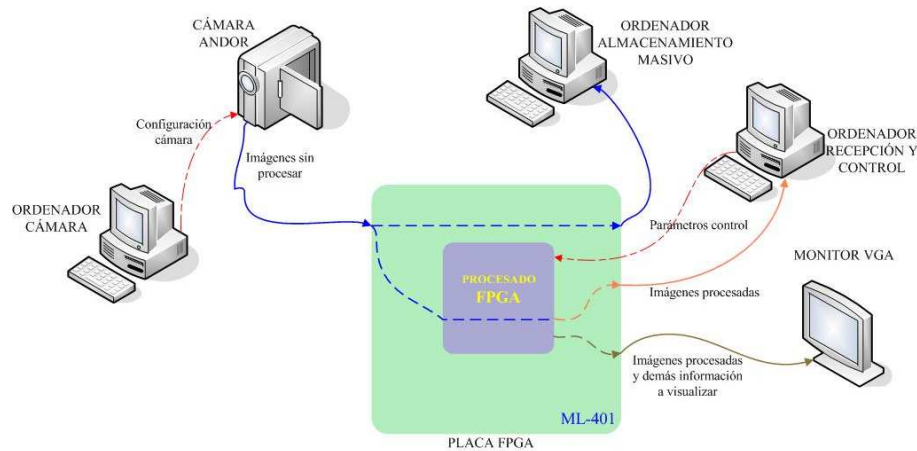 CÁMARA
ANDOR
ORDENADOR
ALMACENAMIENTO
MASIVO
Configuración
cámara
Imágenes sin
procesar
ORDENADOR
RECEPCIÓN Y
CONTROL
ORDENADOR
CÁMARA
Parámetros control
MONITOR VGA
PROCESADO
FPGA
Imágenes procesadas
Imágenes procesadas
y demás información
a visualizar
ML-401
PLACA FPGA